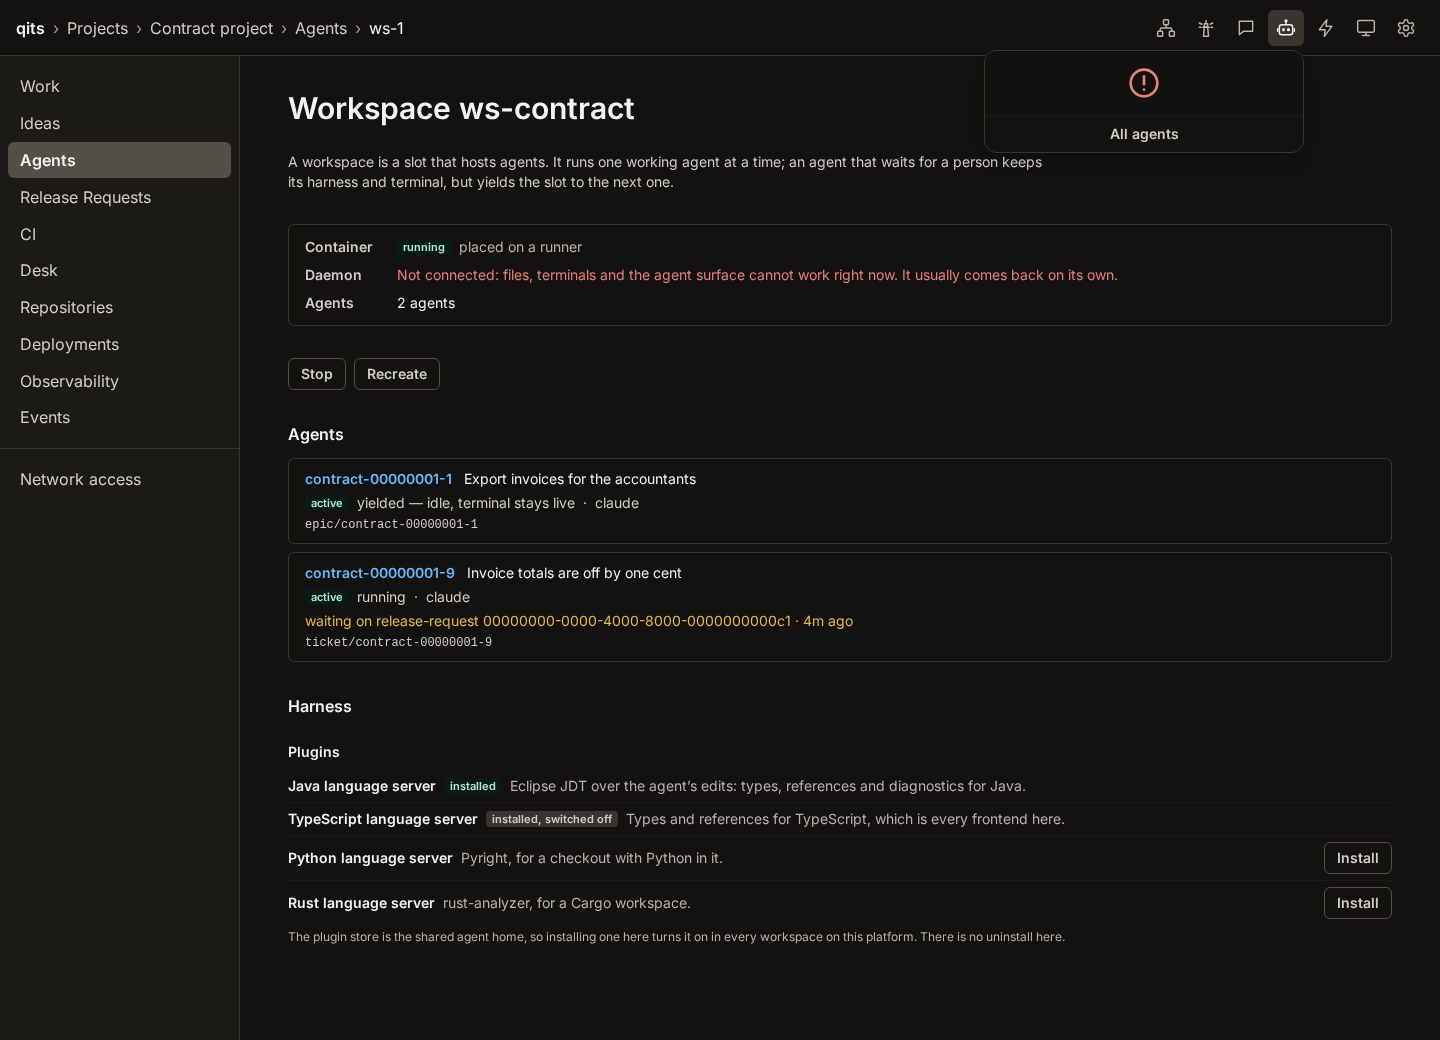 qits › Projects › Contract project › Agents › ws-1
All agents
Work
Ideas
Agents
Release Requests
CI
Desk
Repositories
Deployments
Observability
Events
Network access
Workspace ws-contract
A workspace is a slot that hosts agents. It runs one working agent at a time; an agent that waits for a person keeps
its harness and terminal, but yields the slot to the next one.
Container running placed on a runner
Daemon Not connected: files, terminals and the agent surface cannot work right now. It usually comes back on its own.
Agents 2 agents
Stop Recreate
Agents
contract-00000001-1 Export invoices for the accountants
active yielded — idle, terminal stays live · claude
epic/contract-00000001-1
contract-00000001-9 Invoice totals are off by one cent
active running · claude
waiting on release-request 00000000-0000-4000-8000-0000000000c1 · 4m ago
ticket/contract-00000001-9
Harness
Plugins
Java language server installed Eclipse JDT over the agent’s edits: types, references and diagnostics for Java.
TypeScript language server installed, switched off Types and references for TypeScript, which is every frontend here.
Python language server Pyright, for a checkout with Python in it. Install
Rust language server rust-analyzer, for a Cargo workspace. Install
The plugin store is the shared agent home, so installing one here turns it on in every workspace on this platform. There is no uninstall here.